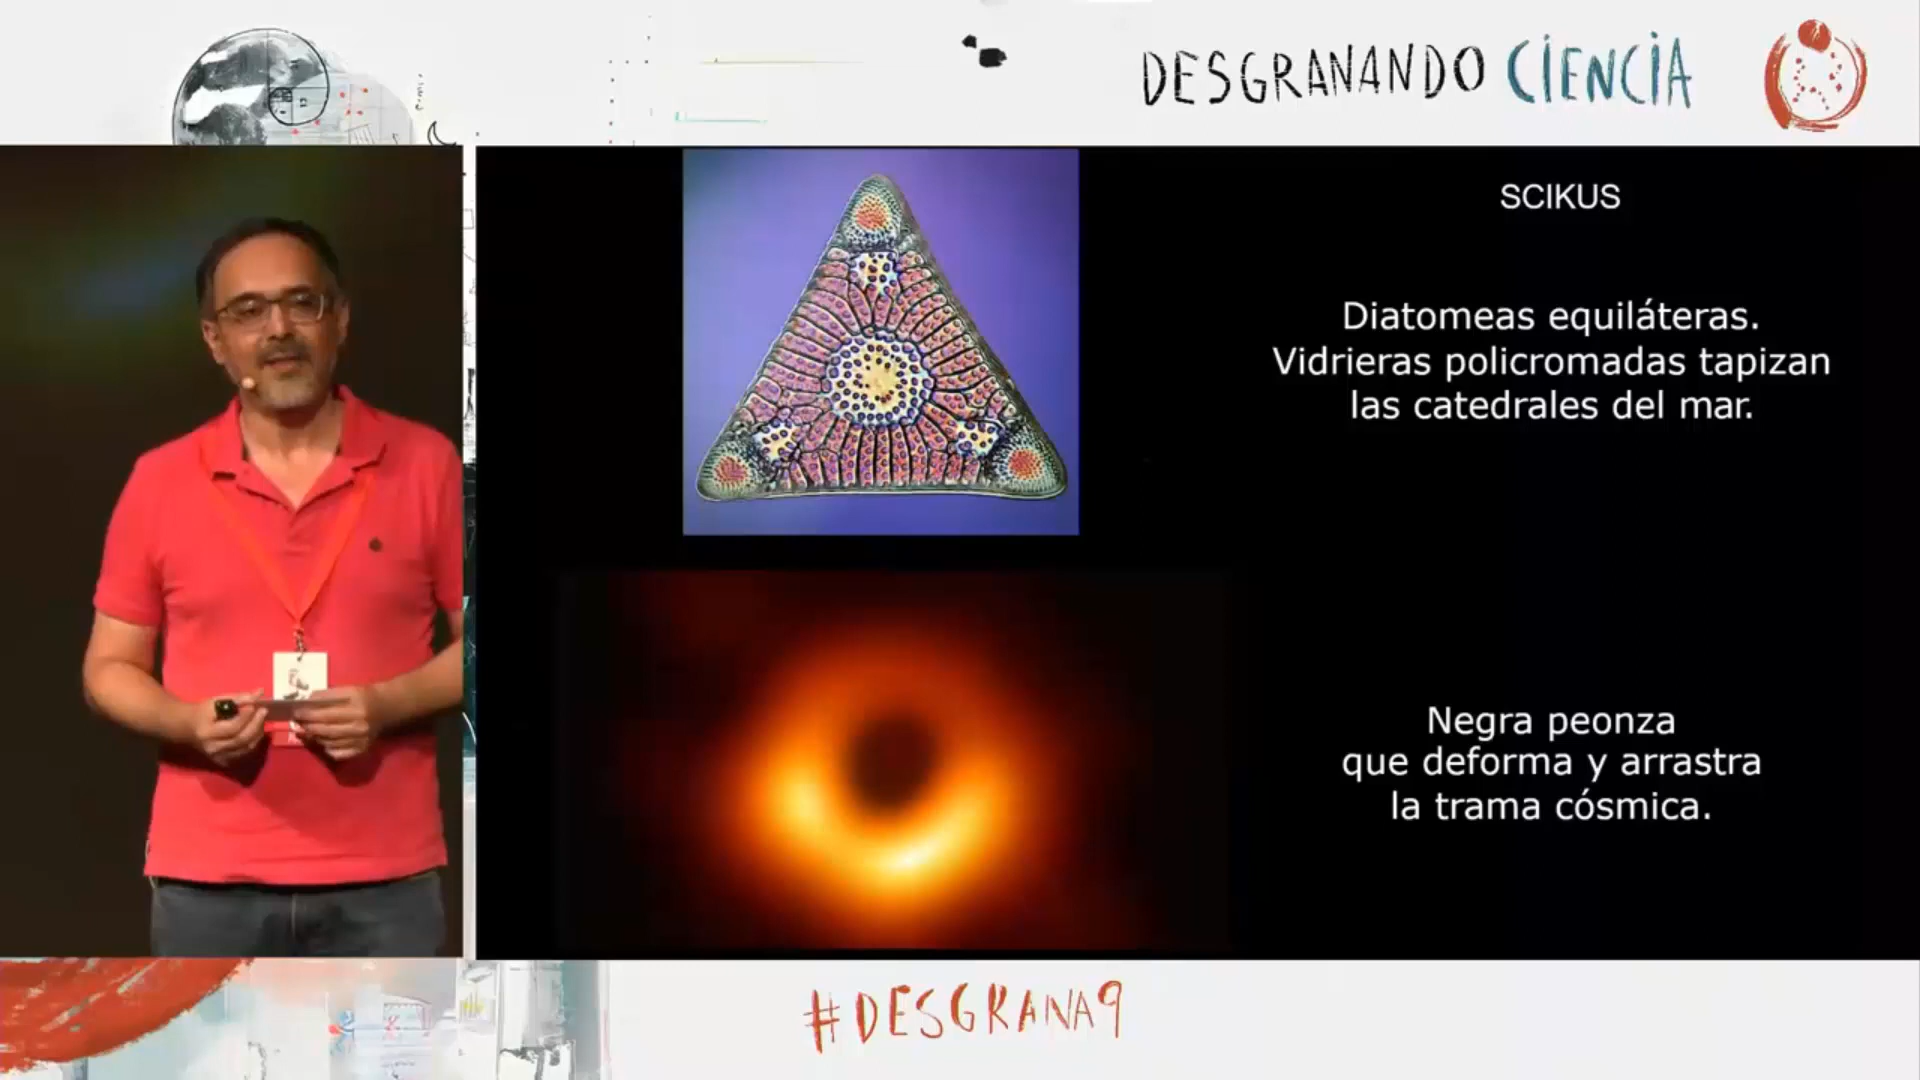 DESGRANANDO CIENCIA
SCIKUS
Diatomeas equiláteras.
Vidrieras policromadas tapizan
las catedrales del mar.
Negra peonza
que deforma y arrastra
la trama cósmica.
#DESGRANA9